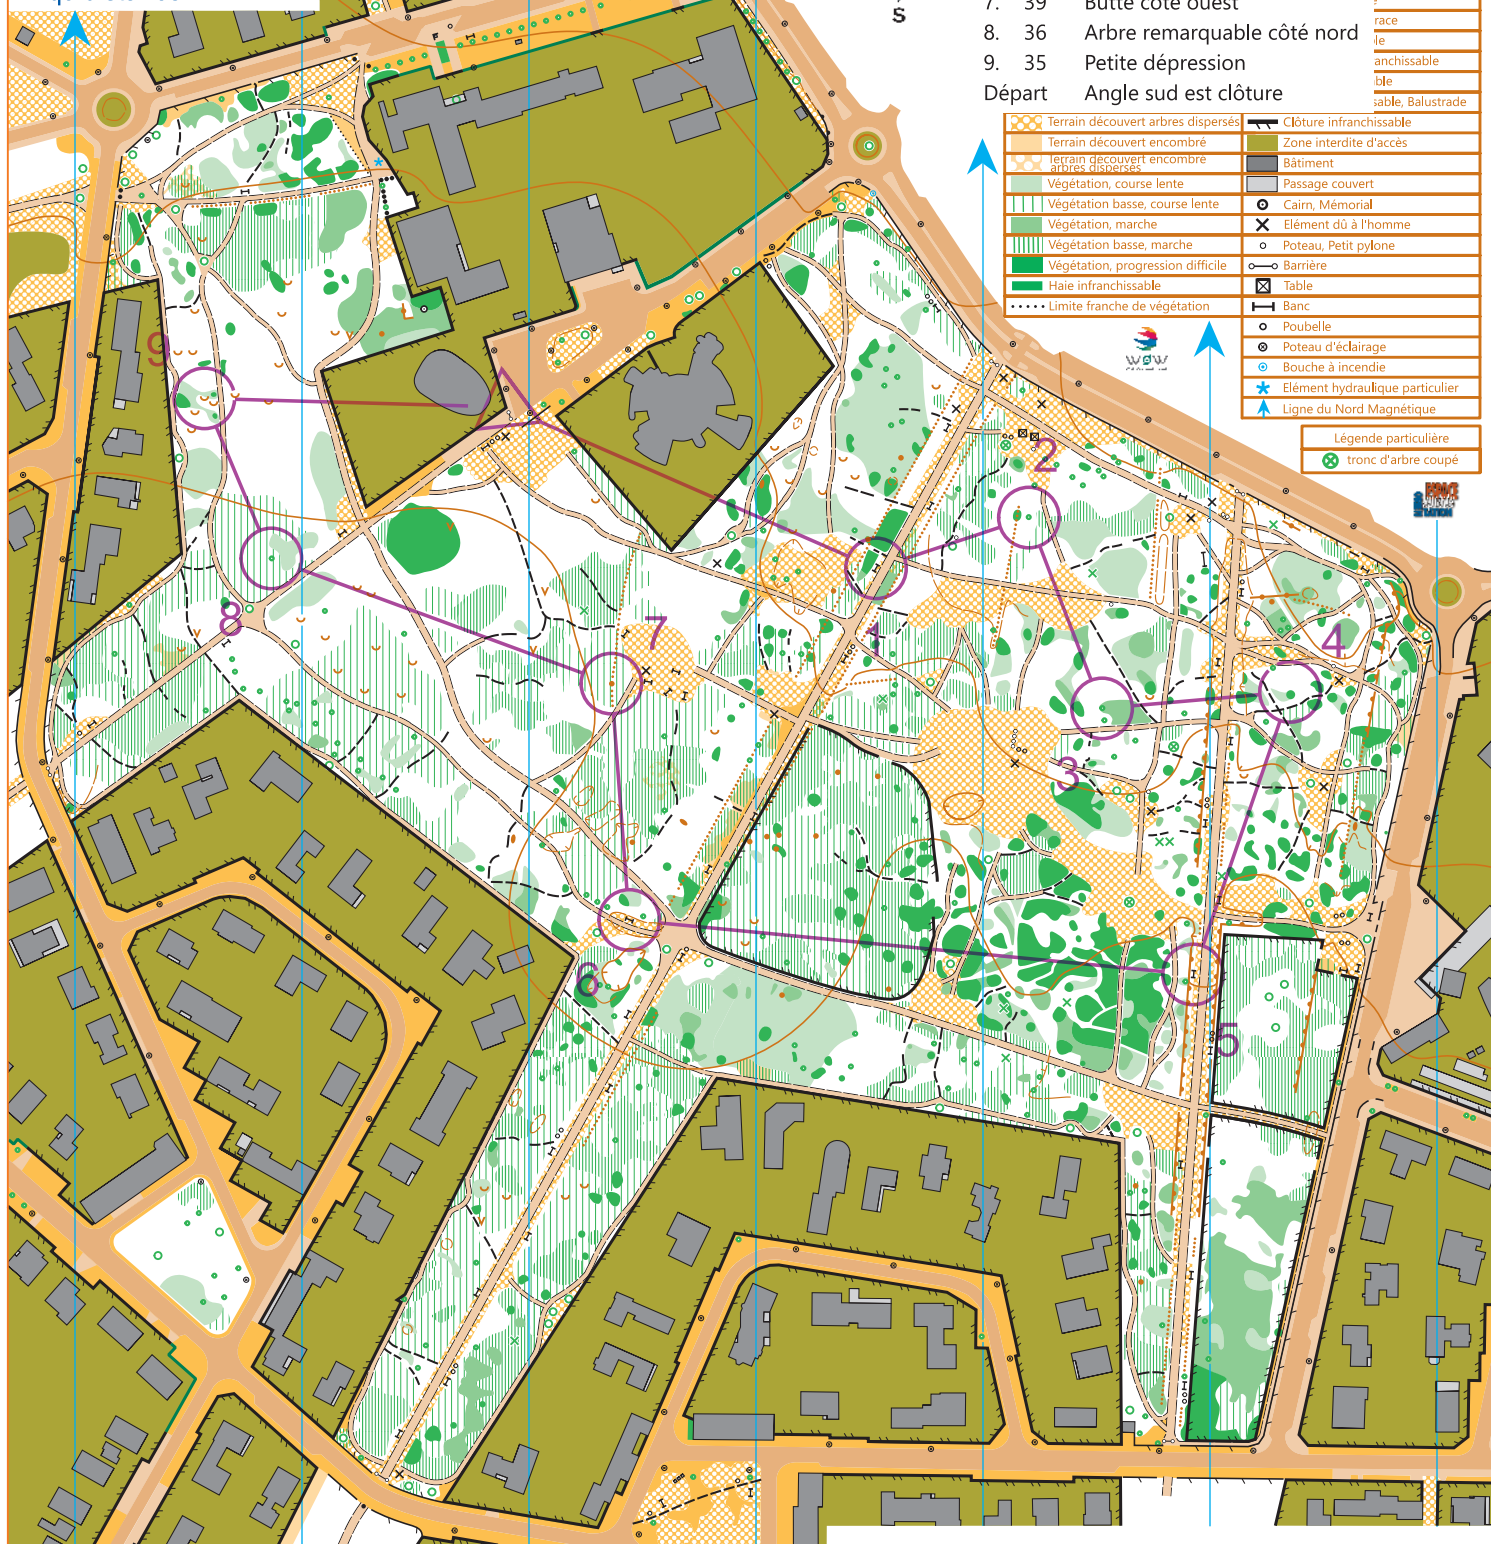 S
7. 39 Butte côté ouest
8. 36 Arbre remarquable côté nord
9. 35 Petite dépression
Départ Angle sud est clôture
race
anchissable
sable, Balustrade
Terrain découvert arbres dispersés
Terrain découvert encombré
Terrain découvert encombré
arbres dispersés
Végétation, course lente
Végétation basse, course lente
Végétation, marche
Végétation basse, marche
Végétation, progression difficile
Haie infranchissable
Limite franche de végétation
Clôture infranchissable
Zone interdite d'accès
Bâtiment
Passage couvert
Cairn, Mémorial
Elément dû à l'homme
Poteau, Petit pylone
Barrière
Table
Banc
Poubelle
Poteau d'éclairage
Bouche à incendie
Elément hydraulique particulier
Ligne du Nord Magnétique
Légende particulière
tronc d'arbre coupé
9
2
8
7
1
4
3
6
5